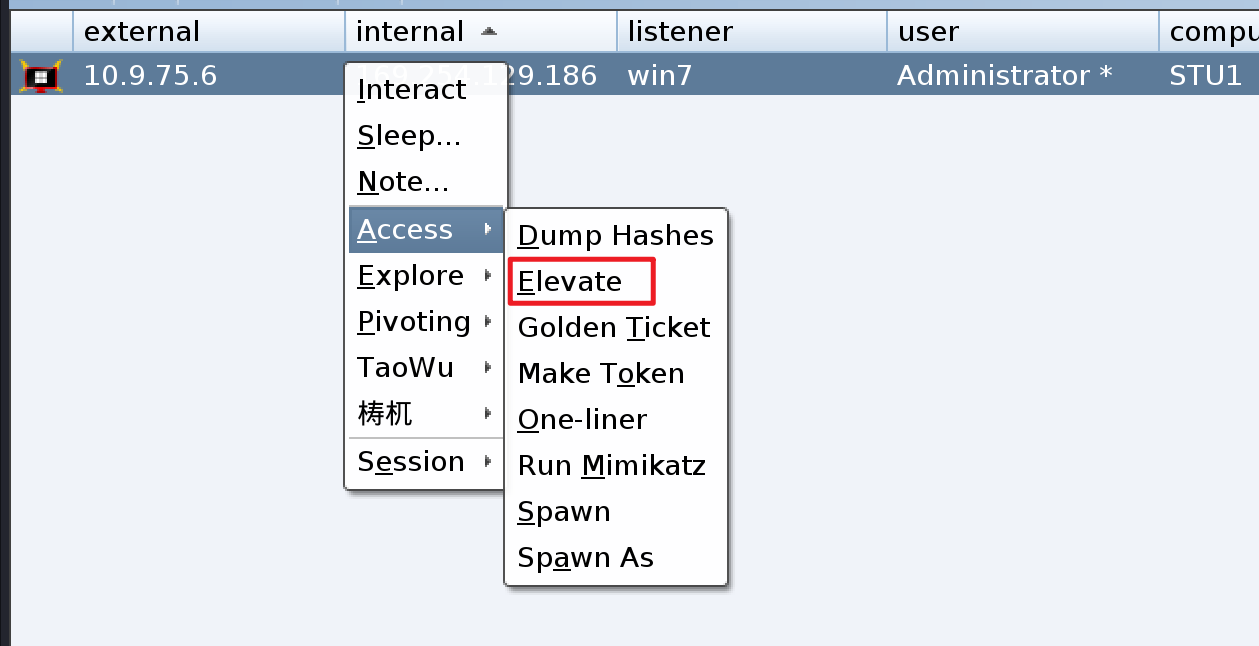 external internal listener user compu
10.9.75.6 169.254.129.186 win7 Administrator * STU1
Interact
Sleep...
Note...
Access
Explore
Pivoting
TaoWu
梼杌
Session
Dump Hashes
Elevate
Golden Ticket
Make Token
One-liner
Run Mimikatz
Spawn
Spawn As